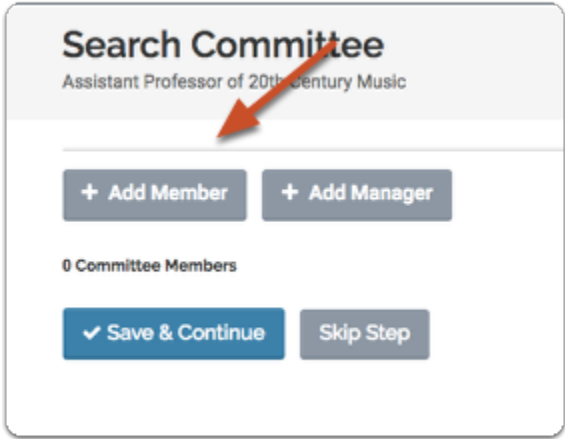 Search Committee
Assistant Professor of 20th Century Music
+ Add Member
+ Add Manager
0 Committee Members
✔ Save & Continue
Skip Step